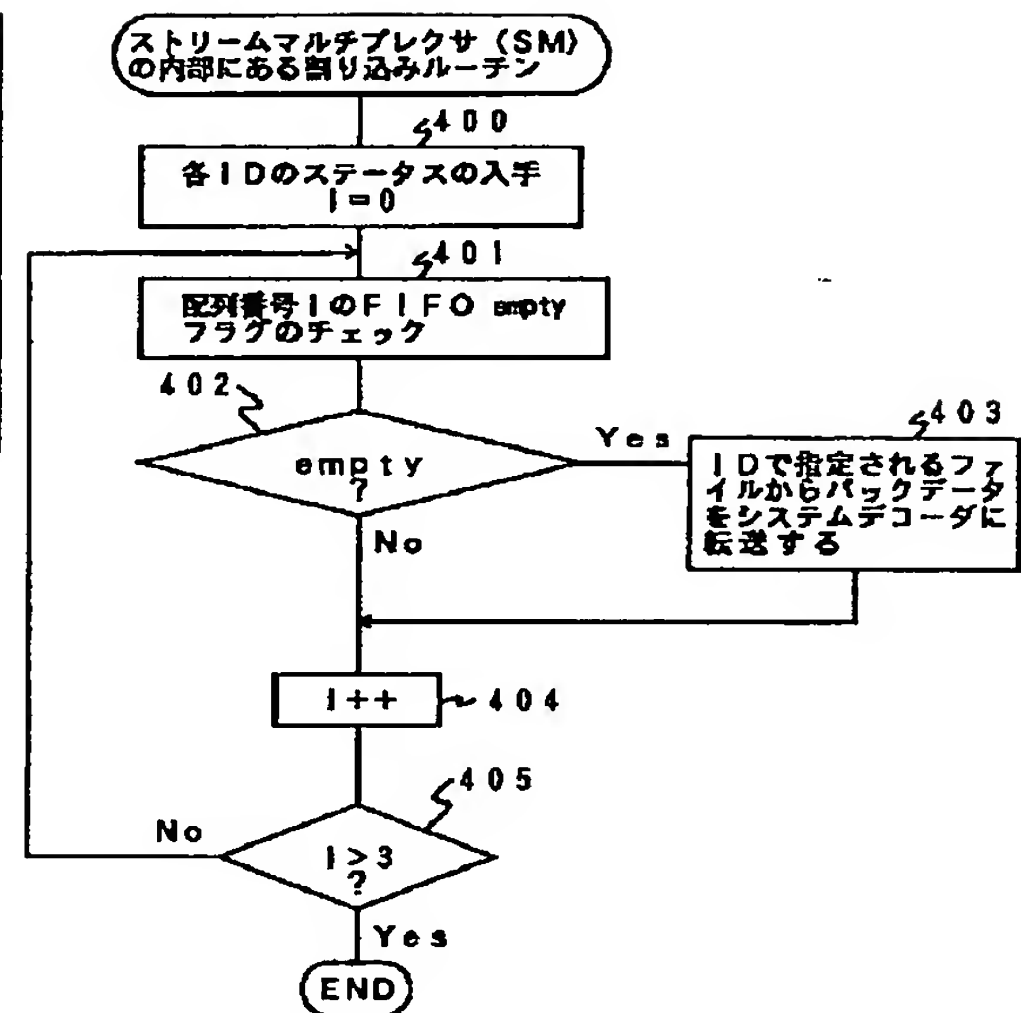 ストリームマルチプレクサ (SM)
の内部にある割り込みルーチン
400
各IDのステータスの入手
I=0
401
配列番号IのFIFO empty
フラグのチェック
402
empty
?
Yes
No
403
IDで指定されるファ
イルからパックデータ
をシステムデコーダに
転送する
I++
404
405
I>3
?
No
Yes
END